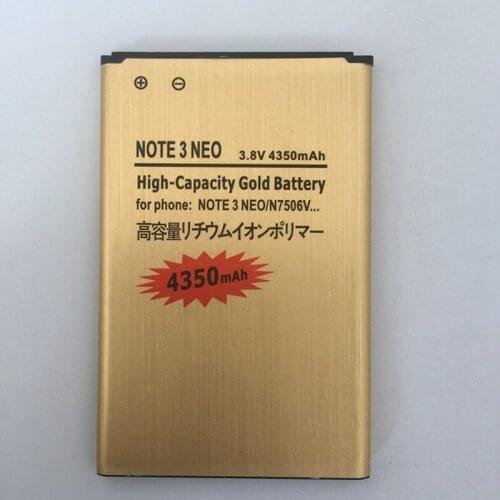 ⊕ ⊖
NOTE 3 NEO 3.8V 4350mAh
High-Capacity Gold Battery
for phone: NOTE 3 NEO/N7506V...
高容量リチウムイオンポリマー
4350mAh